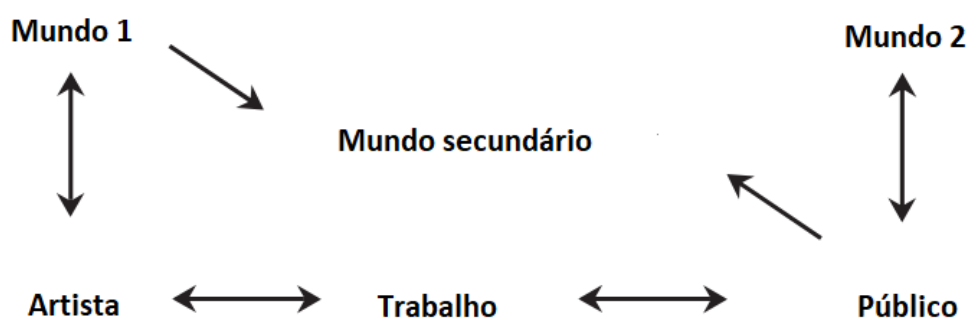 Mundo 1
Mundo 2
Mundo secundário
Artista
Trabalho
Público